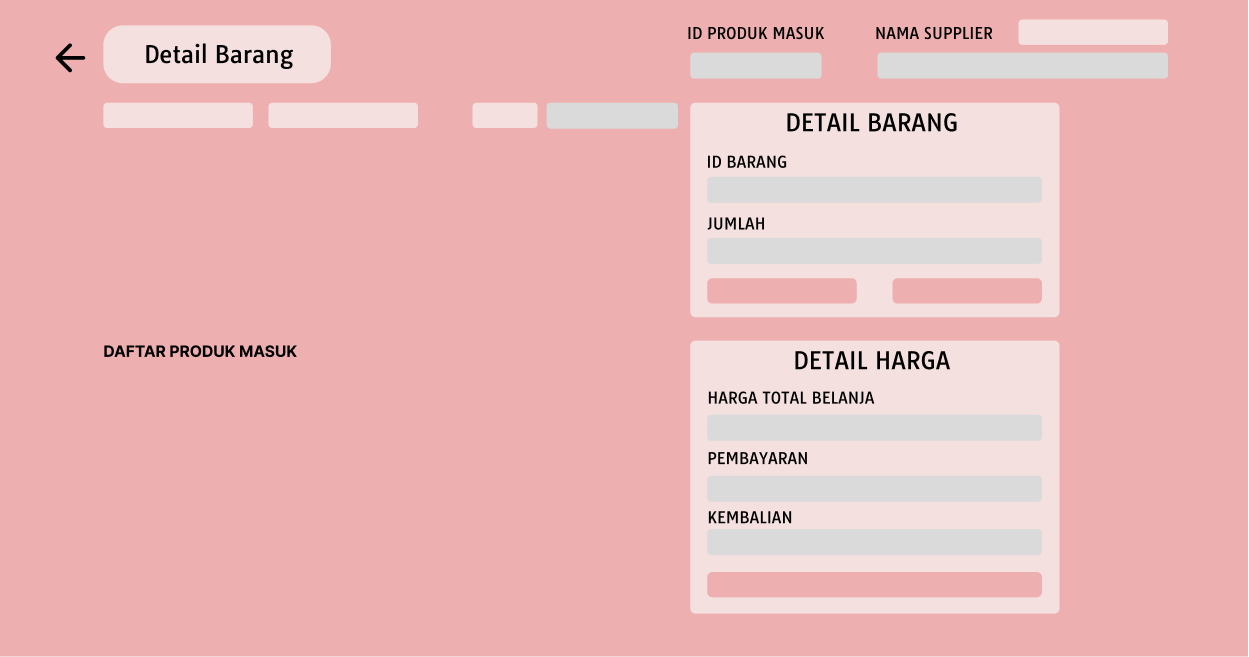 Detail Barang
ID PRODUK MASUK
NAMA SUPPLIER
DETAIL BARANG
ID BARANG
JUMLAH
DAFTAR PRODUK MASUK
DETAIL HARGA
HARGA TOTAL BELANJA
PEMBAYARAN
KEMBALIAN